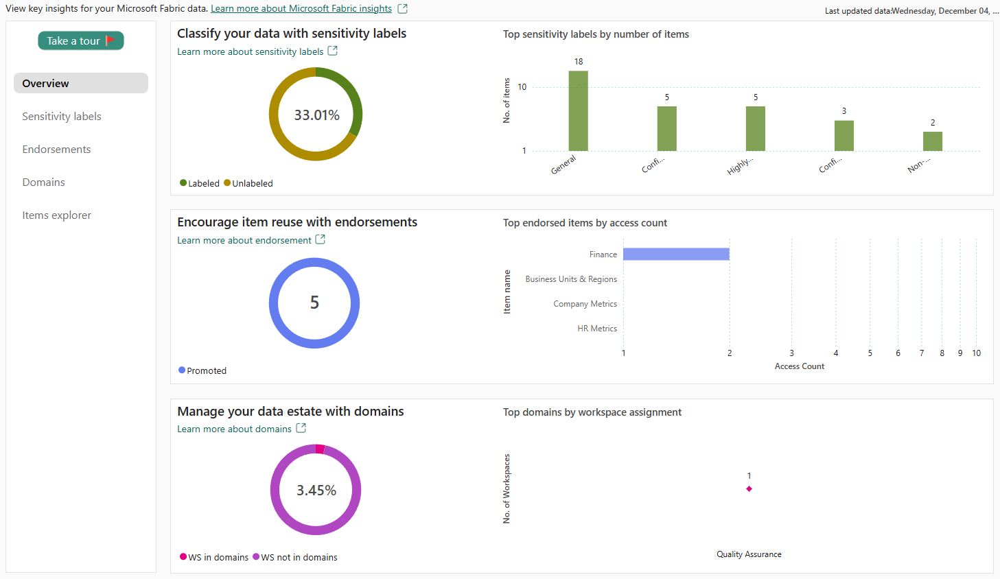 View key insights for your Microsoft Fabric data. Learn more about Microsoft Fabric insights
Last updated data:Wednesday, December 04, ...
Take a tour
Overview
Sensitivity labels
Endorsements
Domains
Items explorer
Classify your data with sensitivity labels
Learn more about sensitivity labels
33.01%
Labeled Unlabeled
Top sensitivity labels by number of items
No. of items
10
1
18
5
5
3
2
General
Confi...
Highly...
Confi...
Non-...
Encourage item reuse with endorsements
Learn more about endorsement
5
Promoted
Top endorsed items by access count
Item name
Finance
Business Units & Regions
Company Metrics
HR Metrics
1 2 3 4 5 6 7 8 9 10
Access Count
Manage your data estate with domains
Learn more about domains
3.45%
WS in domains WS not in domains
Top domains by workspace assignment
No. of Workspaces
1
Quality Assurance